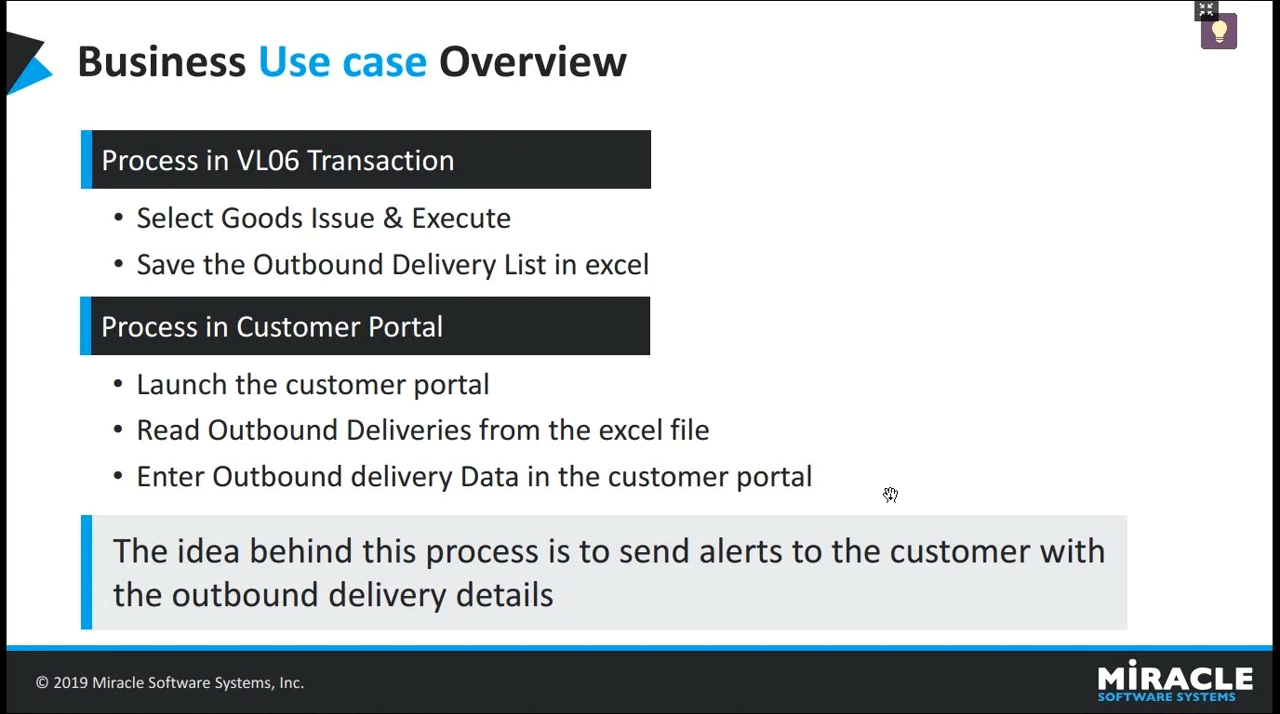 Business Use case Overview
Process in VL06 Transaction
• Select Goods Issue & Execute
• Save the Outbound Delivery List in excel
Process in Customer Portal
• Launch the customer portal
• Read Outbound Deliveries from the excel file
• Enter Outbound delivery Data in the customer portal
The idea behind this process is to send alerts to the customer with
the outbound delivery details
© 2019 Miracle Software Systems, Inc.
MiRACLE
SOFTWARE SYSTEMS